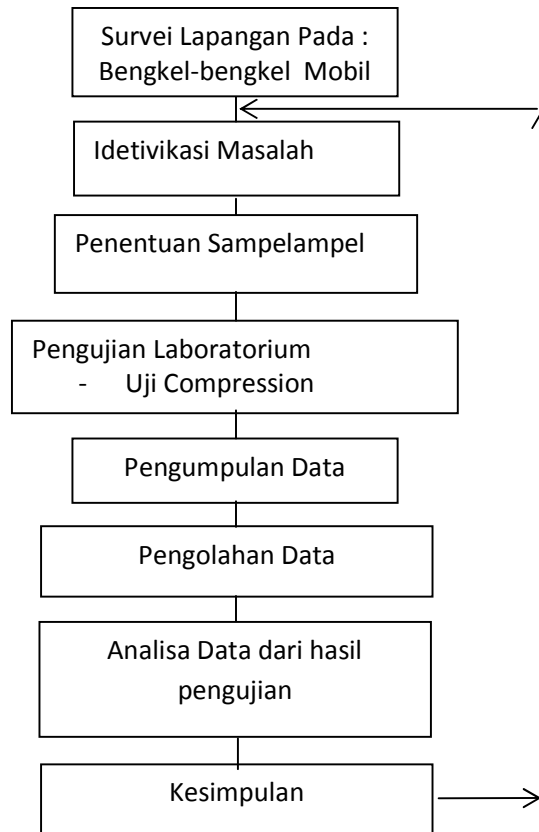 Survei Lapangan Pada :
Bengkel-bengkel Mobil
Idetivikasi Masalah
Penentuan Sampelampel
Pengujian Laboratorium
- Uji Compression
Pengumpulan Data
Pengolahan Data
Analisa Data dari hasil
pengujian
Kesimpulan